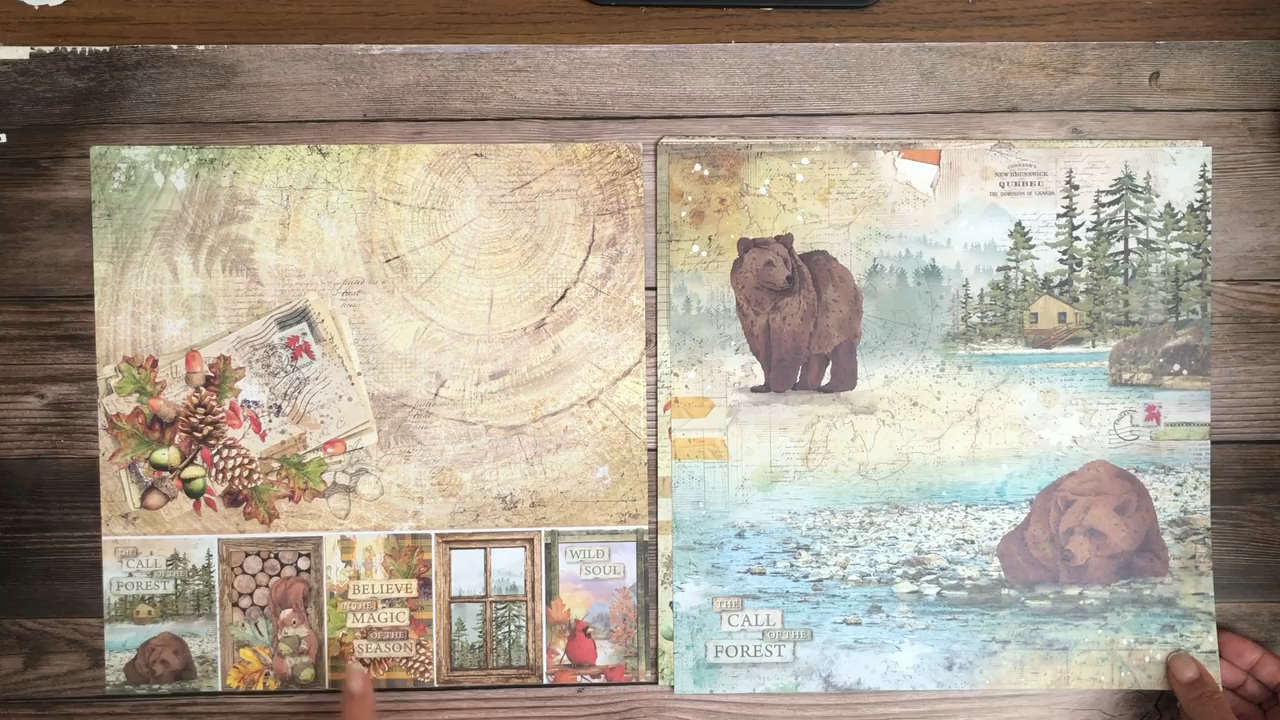 THE
CALL
OF THE
FOREST
BELIEVE
IN THE
MAGIC
OF THE
SEASON
WILD
SOUL
NEW BRUNSWICK
QUEBEC
THE DOMINION OF CANADA
THE
CALL
OF THE
FOREST